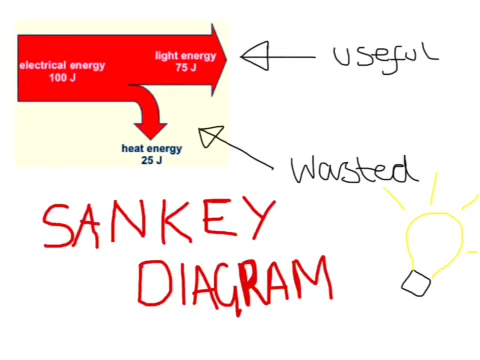 electrical energy
100 J
light energy
75 J
heat energy
25 J
Useful
Wasted
SANKEY
DIAGRAM